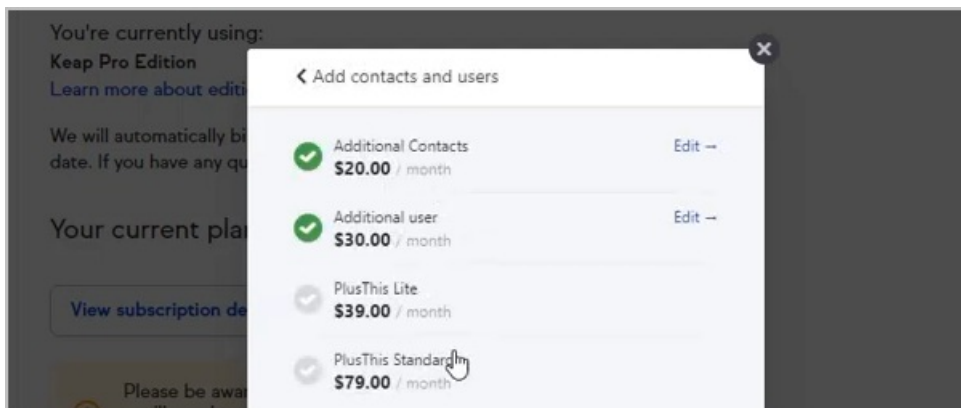 You're currently using:
Keap Pro Edition
Learn more about editi
We will automatically bi
date. If you have any qu
Your current plan
View subscription de
Please be awar
Add contacts and users
Additional Contacts
$20.00 / month
Edit →
Additional user
$30.00 / month
Edit →
PlusThis Lite
$39.00 / month
PlusThis Standard
$79.00 / month